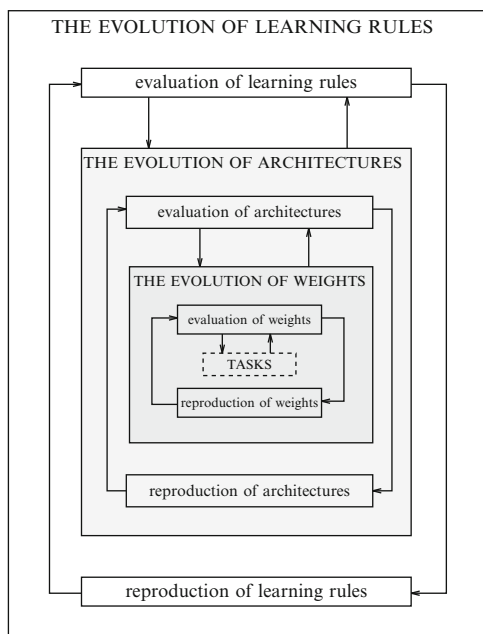 THE EVOLUTION OF LEARNING RULES
evaluation of learning rules
THE EVOLUTION OF ARCHITECTURES
evaluation of architectures
THE EVOLUTION OF WEIGHTS
evaluation of weights
TASKS
reproduction of weights
reproduction of architectures
reproduction of learning rules